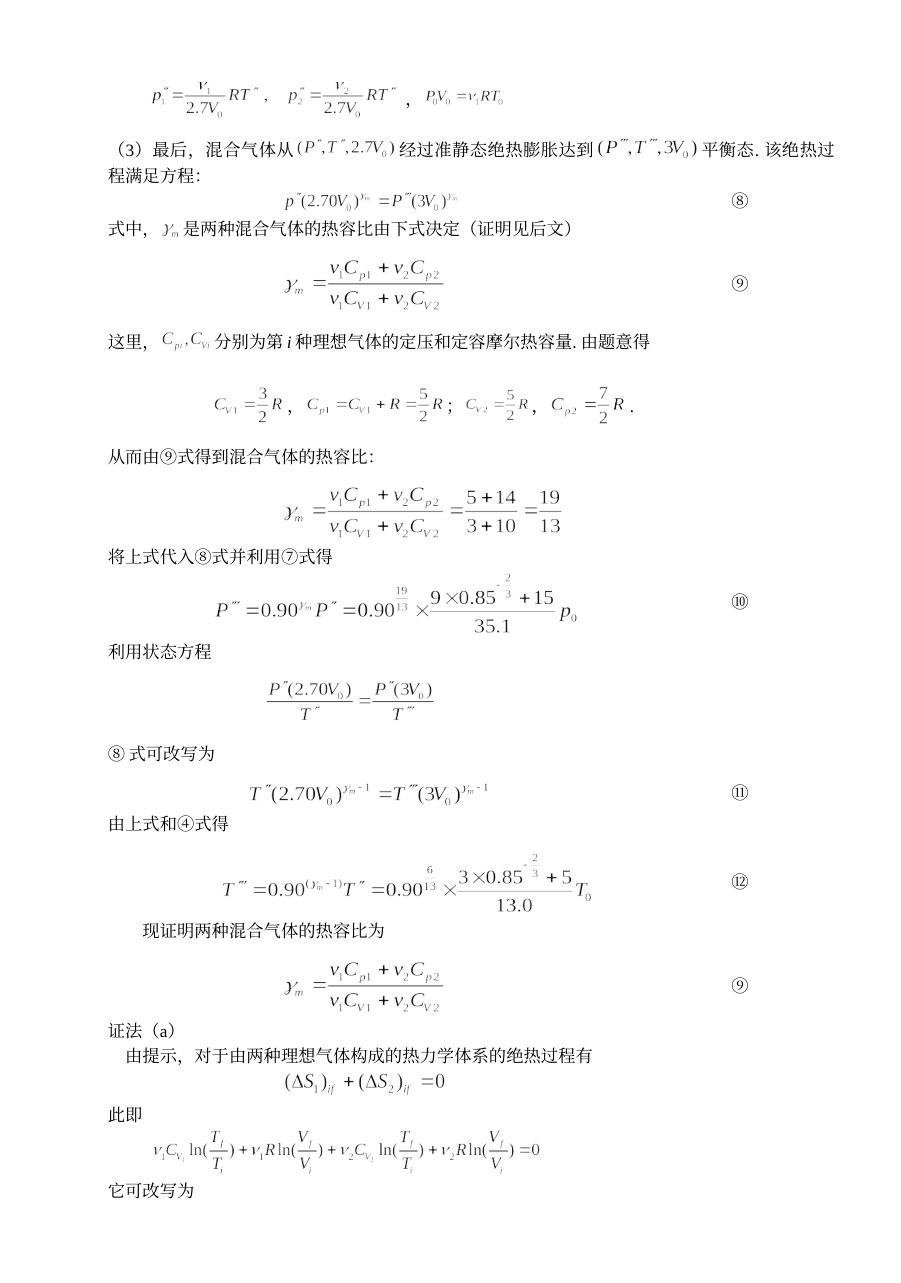 p₁″=ν₁/(2.7V₀) RT″, p₂″=ν₂/(2.7V₀) RT″ ,P₀V₀=ν₁RT₀
(3)最后,混合气体从(P″,T″,2.7V₀)经过准静态绝热膨胀达到(P‴,T‴,3V₀)平衡态. 该绝热过
程满足方程:
p″(2.70V₀)^γₘ=P‴(3V₀)^γₘ ⑧
式中,γₘ是两种混合气体的热容比由下式决定(证明见后文)
γₘ=(ν₁C_p1+ν₂C_p2)/(ν₁C_V1+ν₂C_V2) ⑨
这里,C_pi,C_Vi分别为第 i 种理想气体的定压和定容摩尔热容量. 由题意得
C_V1=3/2 R ,C_p1=C_V1+R=5/2 R ;C_V2=5/2 R ,C_p2=7/2 R .
从而由⑨式得到混合气体的热容比:
γₘ=(ν₁C_p1+ν₂C_p2)/(ν₁C_V1+ν₂C_V2)=(5+14)/(3+10)=19/13
将上式代入⑧式并利用⑦式得
P‴=0.90^γₘ P″=0.90^(19/13)×(9×0.85^(-2/3)+15)/35.1 p₀ ⑩
利用状态方程
P″(2.70V₀)/T″=P″(3V₀)/T‴
⑧ 式可改写为
T″(2.70V₀)^(γₘ-1)=T‴(3V₀)^(γₘ-1) ⑪
由上式和④式得
T‴=0.90^(γₘ-1)T″=0.90^(6/13)×(3×0.85^(-2/3)+5)/13.0 T₀ ⑫
现证明两种混合气体的热容比为
γₘ=(ν₁C_p1+ν₂C_p2)/(ν₁C_V1+ν₂C_V2) ⑨
证法(a)
由提示,对于由两种理想气体构成的热力学体系的绝热过程有
(ΔS₁)_if+(ΔS₂)_if=0
此即
ν₁C_V₁ ln(T_f/T_i)+ν₁R ln(V_f/V_i)+ν₂C_V₂ ln(T_f/T_i)+ν₂R ln(V_f/V_i)=0
它可改写为